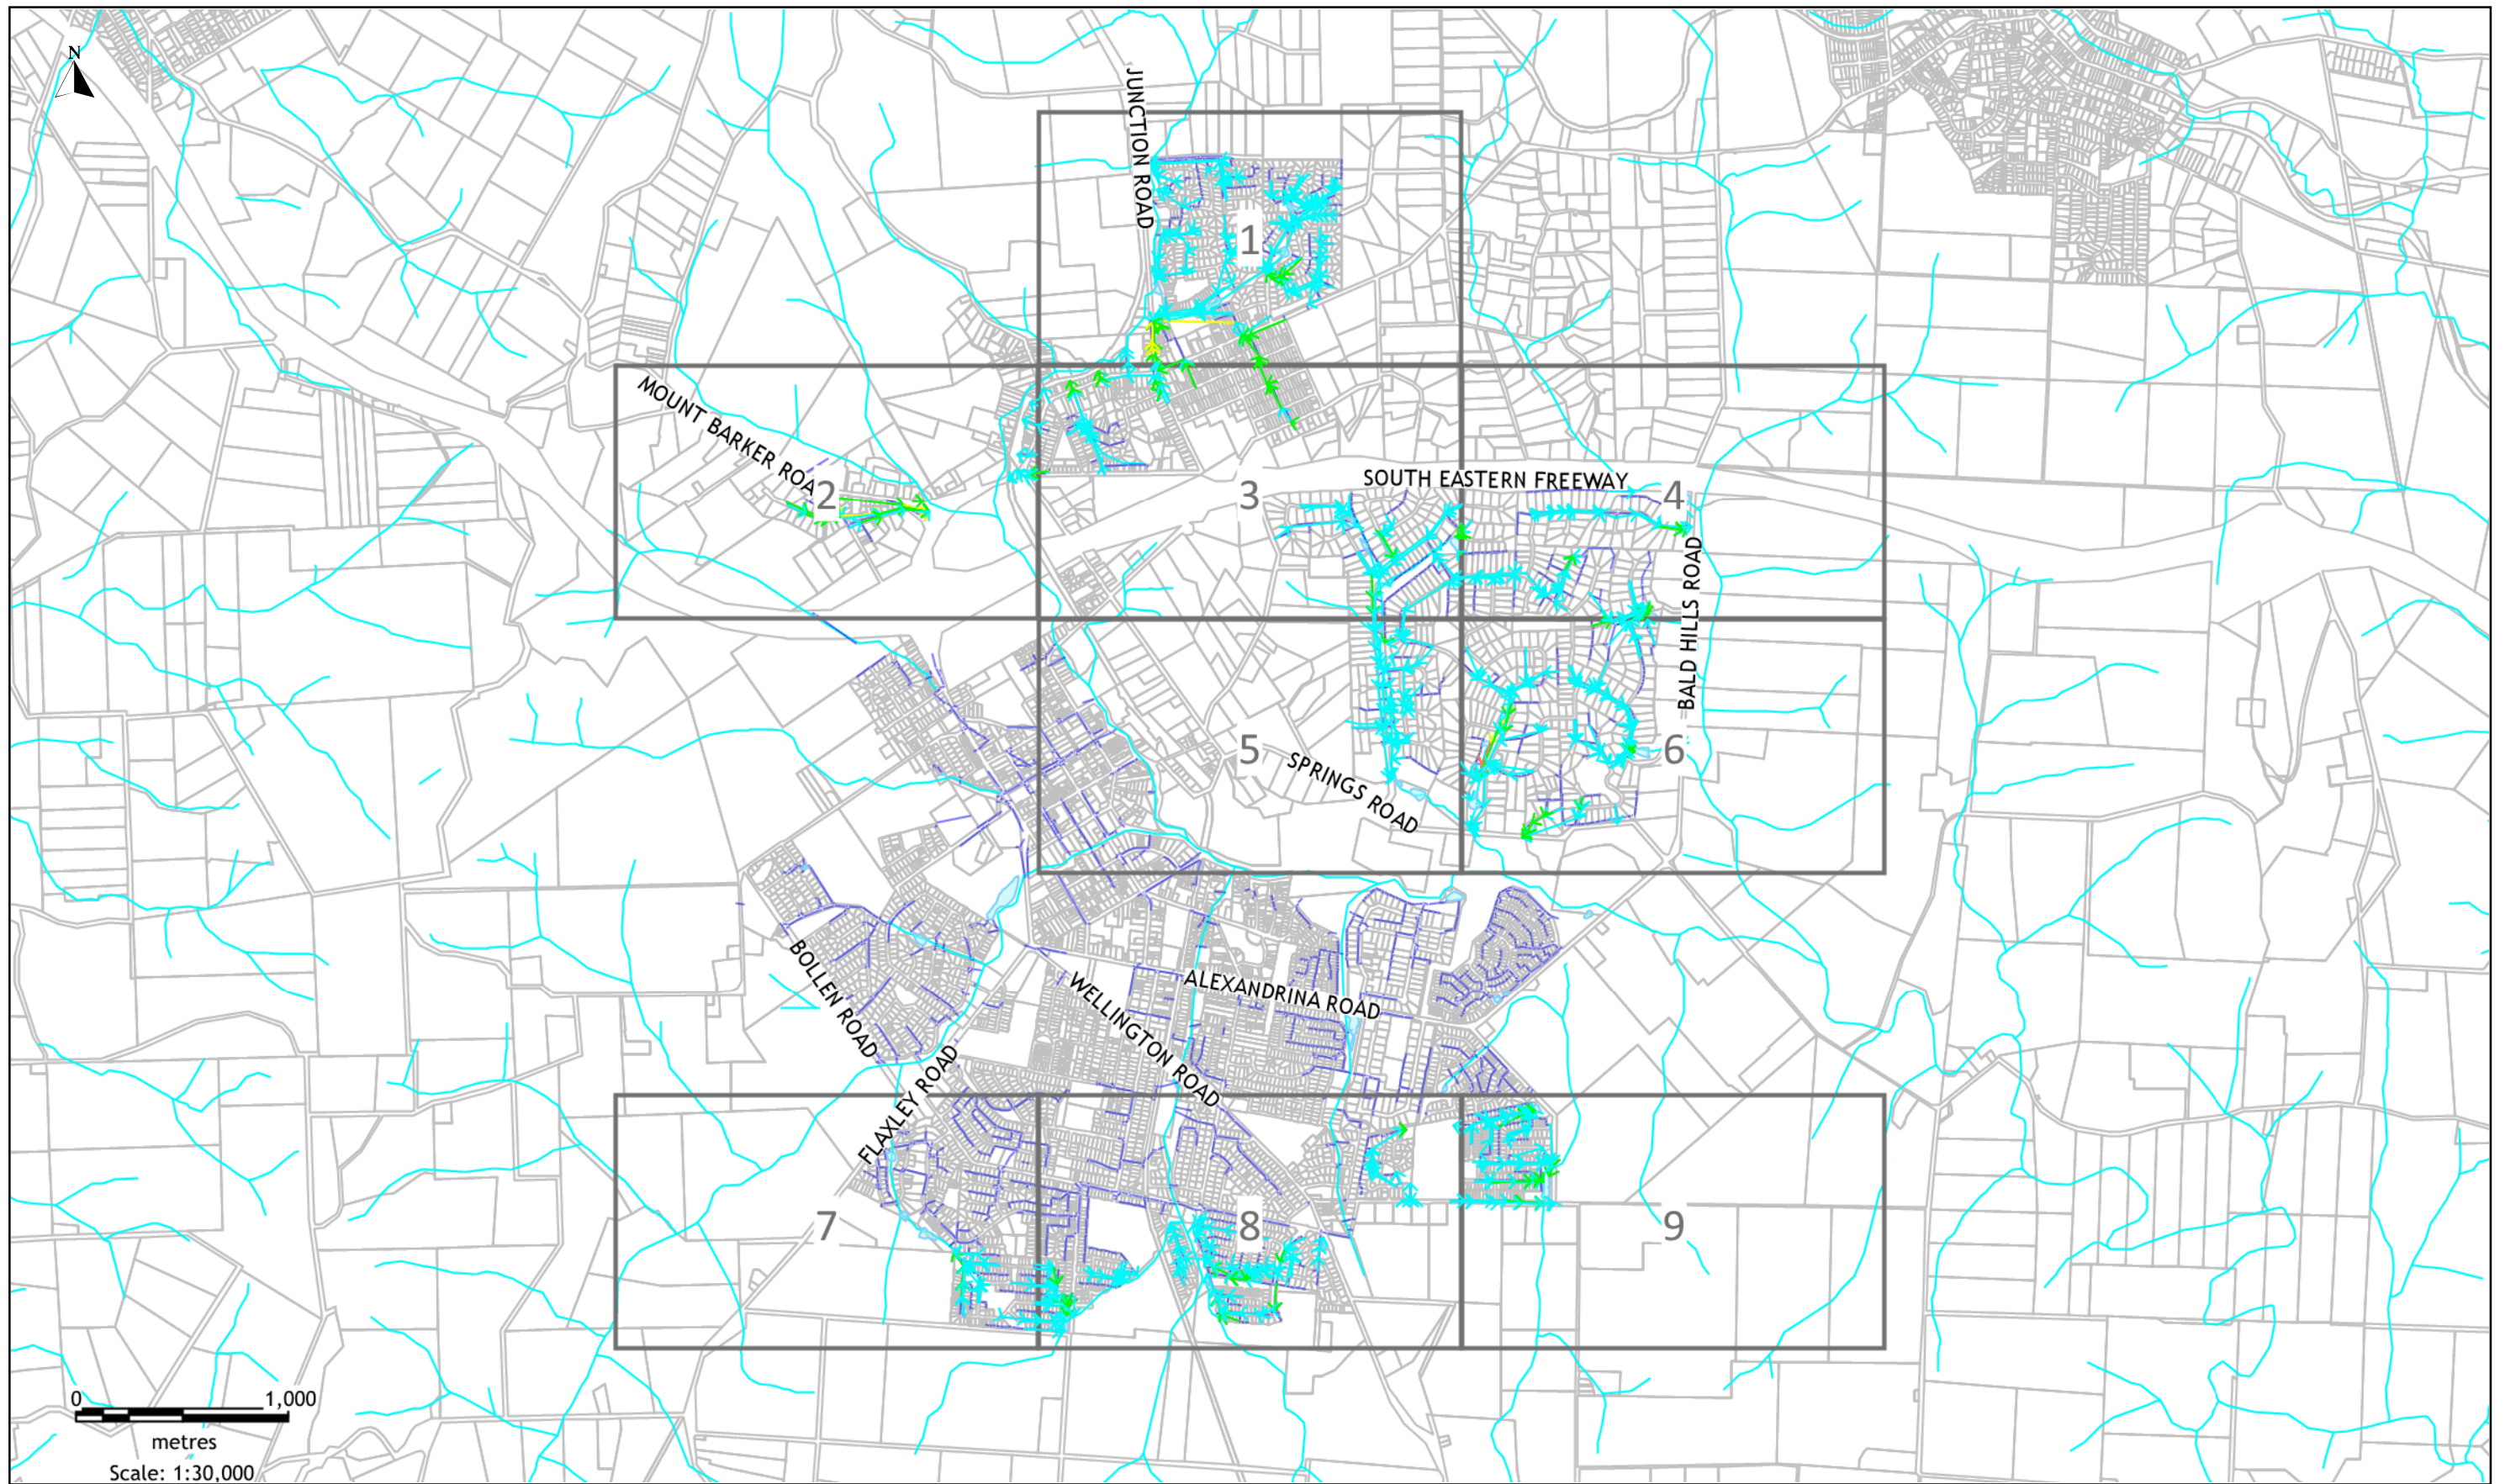 N
JUNCTION ROAD
1
MOUNT BARKER ROA
2
3
SOUTH EASTERN FREEWAY
4
BALD HILLS ROAD
5
SPRINGS ROAD
6
BOLLEN ROAD
WELLINGTON ROAD
ALEXANDRINA ROAD
FLAXLEY ROAD
7
8
9
0 1,000
metres
Scale: 1:30,000